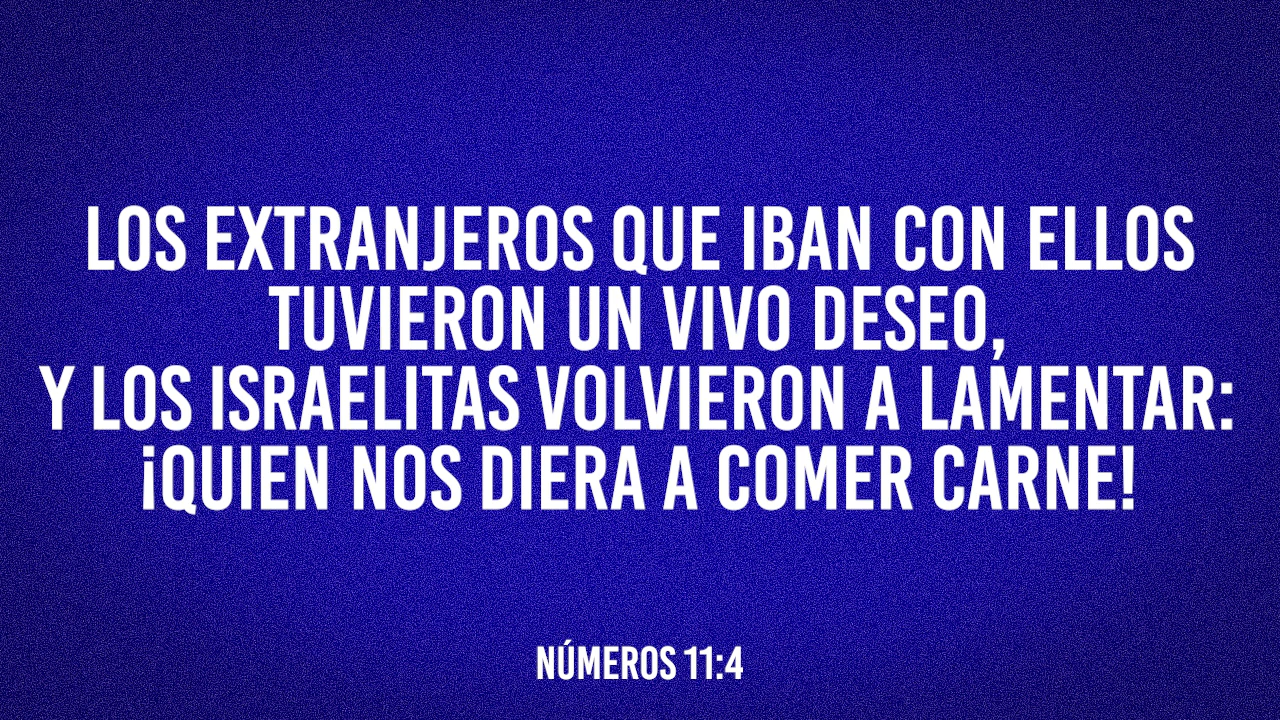 LOS EXTRANJEROS QUE IBAN CON ELLOS
TUVIERON UN VIVO DESEO,
Y LOS ISRAELITAS VOLVIERON A LAMENTAR:
¡QUIEN NOS DIERA A COMER CARNE!
NÚMEROS 11:4